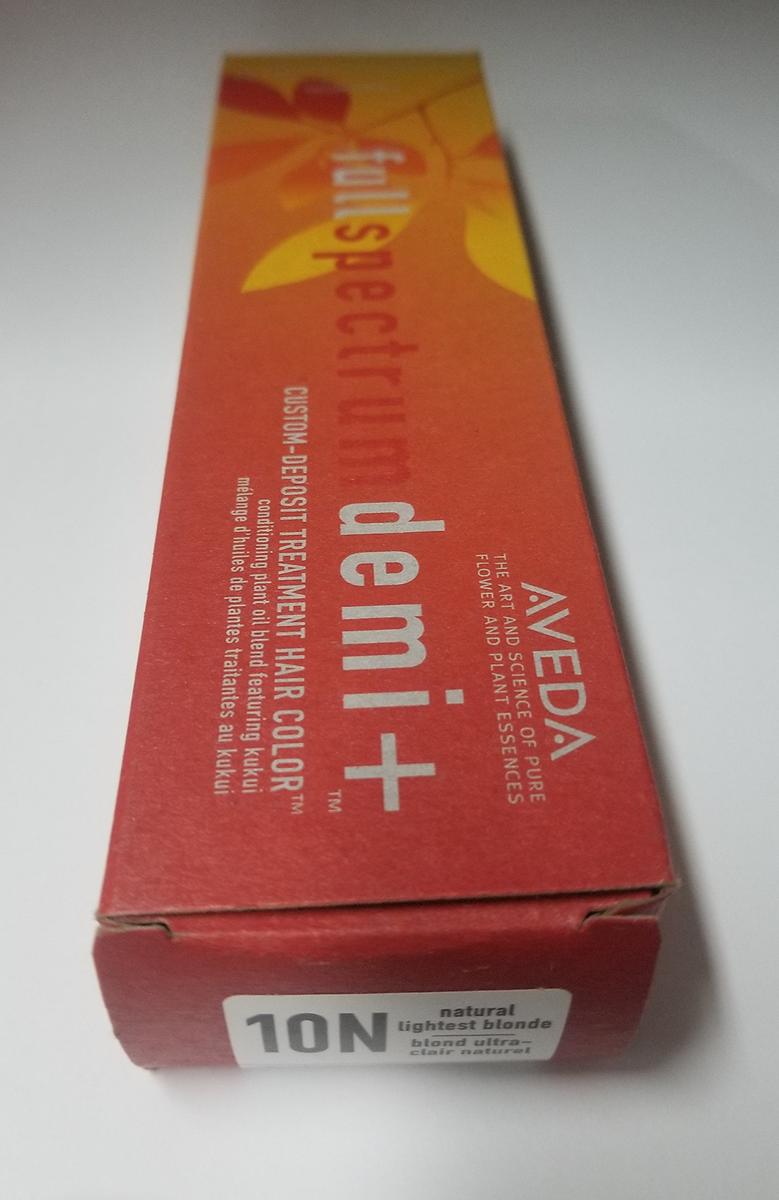 AVEDA
THE ART AND SCIENCE OF PURE
FLOWER AND PLANT ESSENCES
full spectrum demi+™
CUSTOM-DEPOSIT TREATMENT HAIR COLOR™
conditioning plant oil blend featuring kukui
mélange d'huiles de plantes traitantes au kukui
10N
natural
lightest blonde
blond ultra-
clair naturel